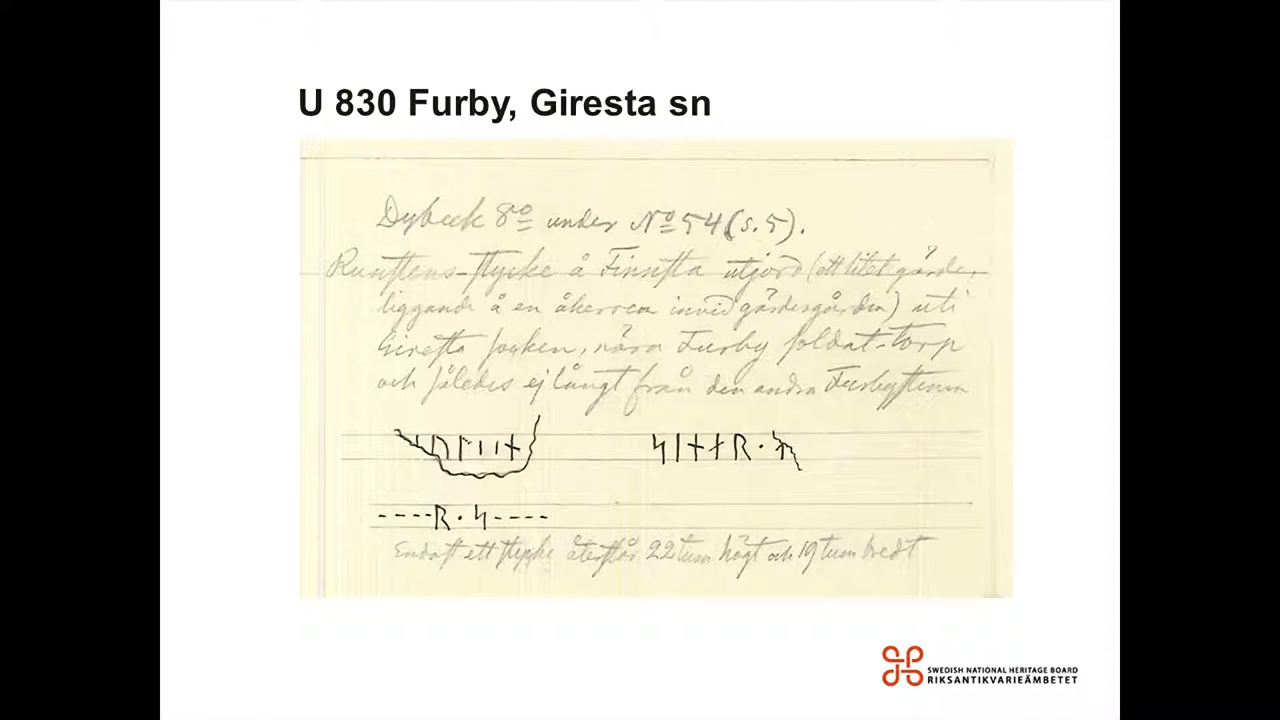 U 830 Furby, Giresta sn
Dybeck 8º under Nº 54 (s. 5).
Runstens-stycke å Finnsta utjord (ett litet gärde,
liggande å en åkerren invid gärdesgården) uti
Giresta socken, nära Furby soldat-torp
och således ej långt från den andra Furbystenen
ᛋᛁᚾᛅᚱ ·
----ᚱ · ᛋ----
Endast ett stycke återstår 22 tum högt och 19 tum bredt
SWEDISH NATIONAL HERITAGE BOARD
RIKSANTIKVARIEÄMBETET